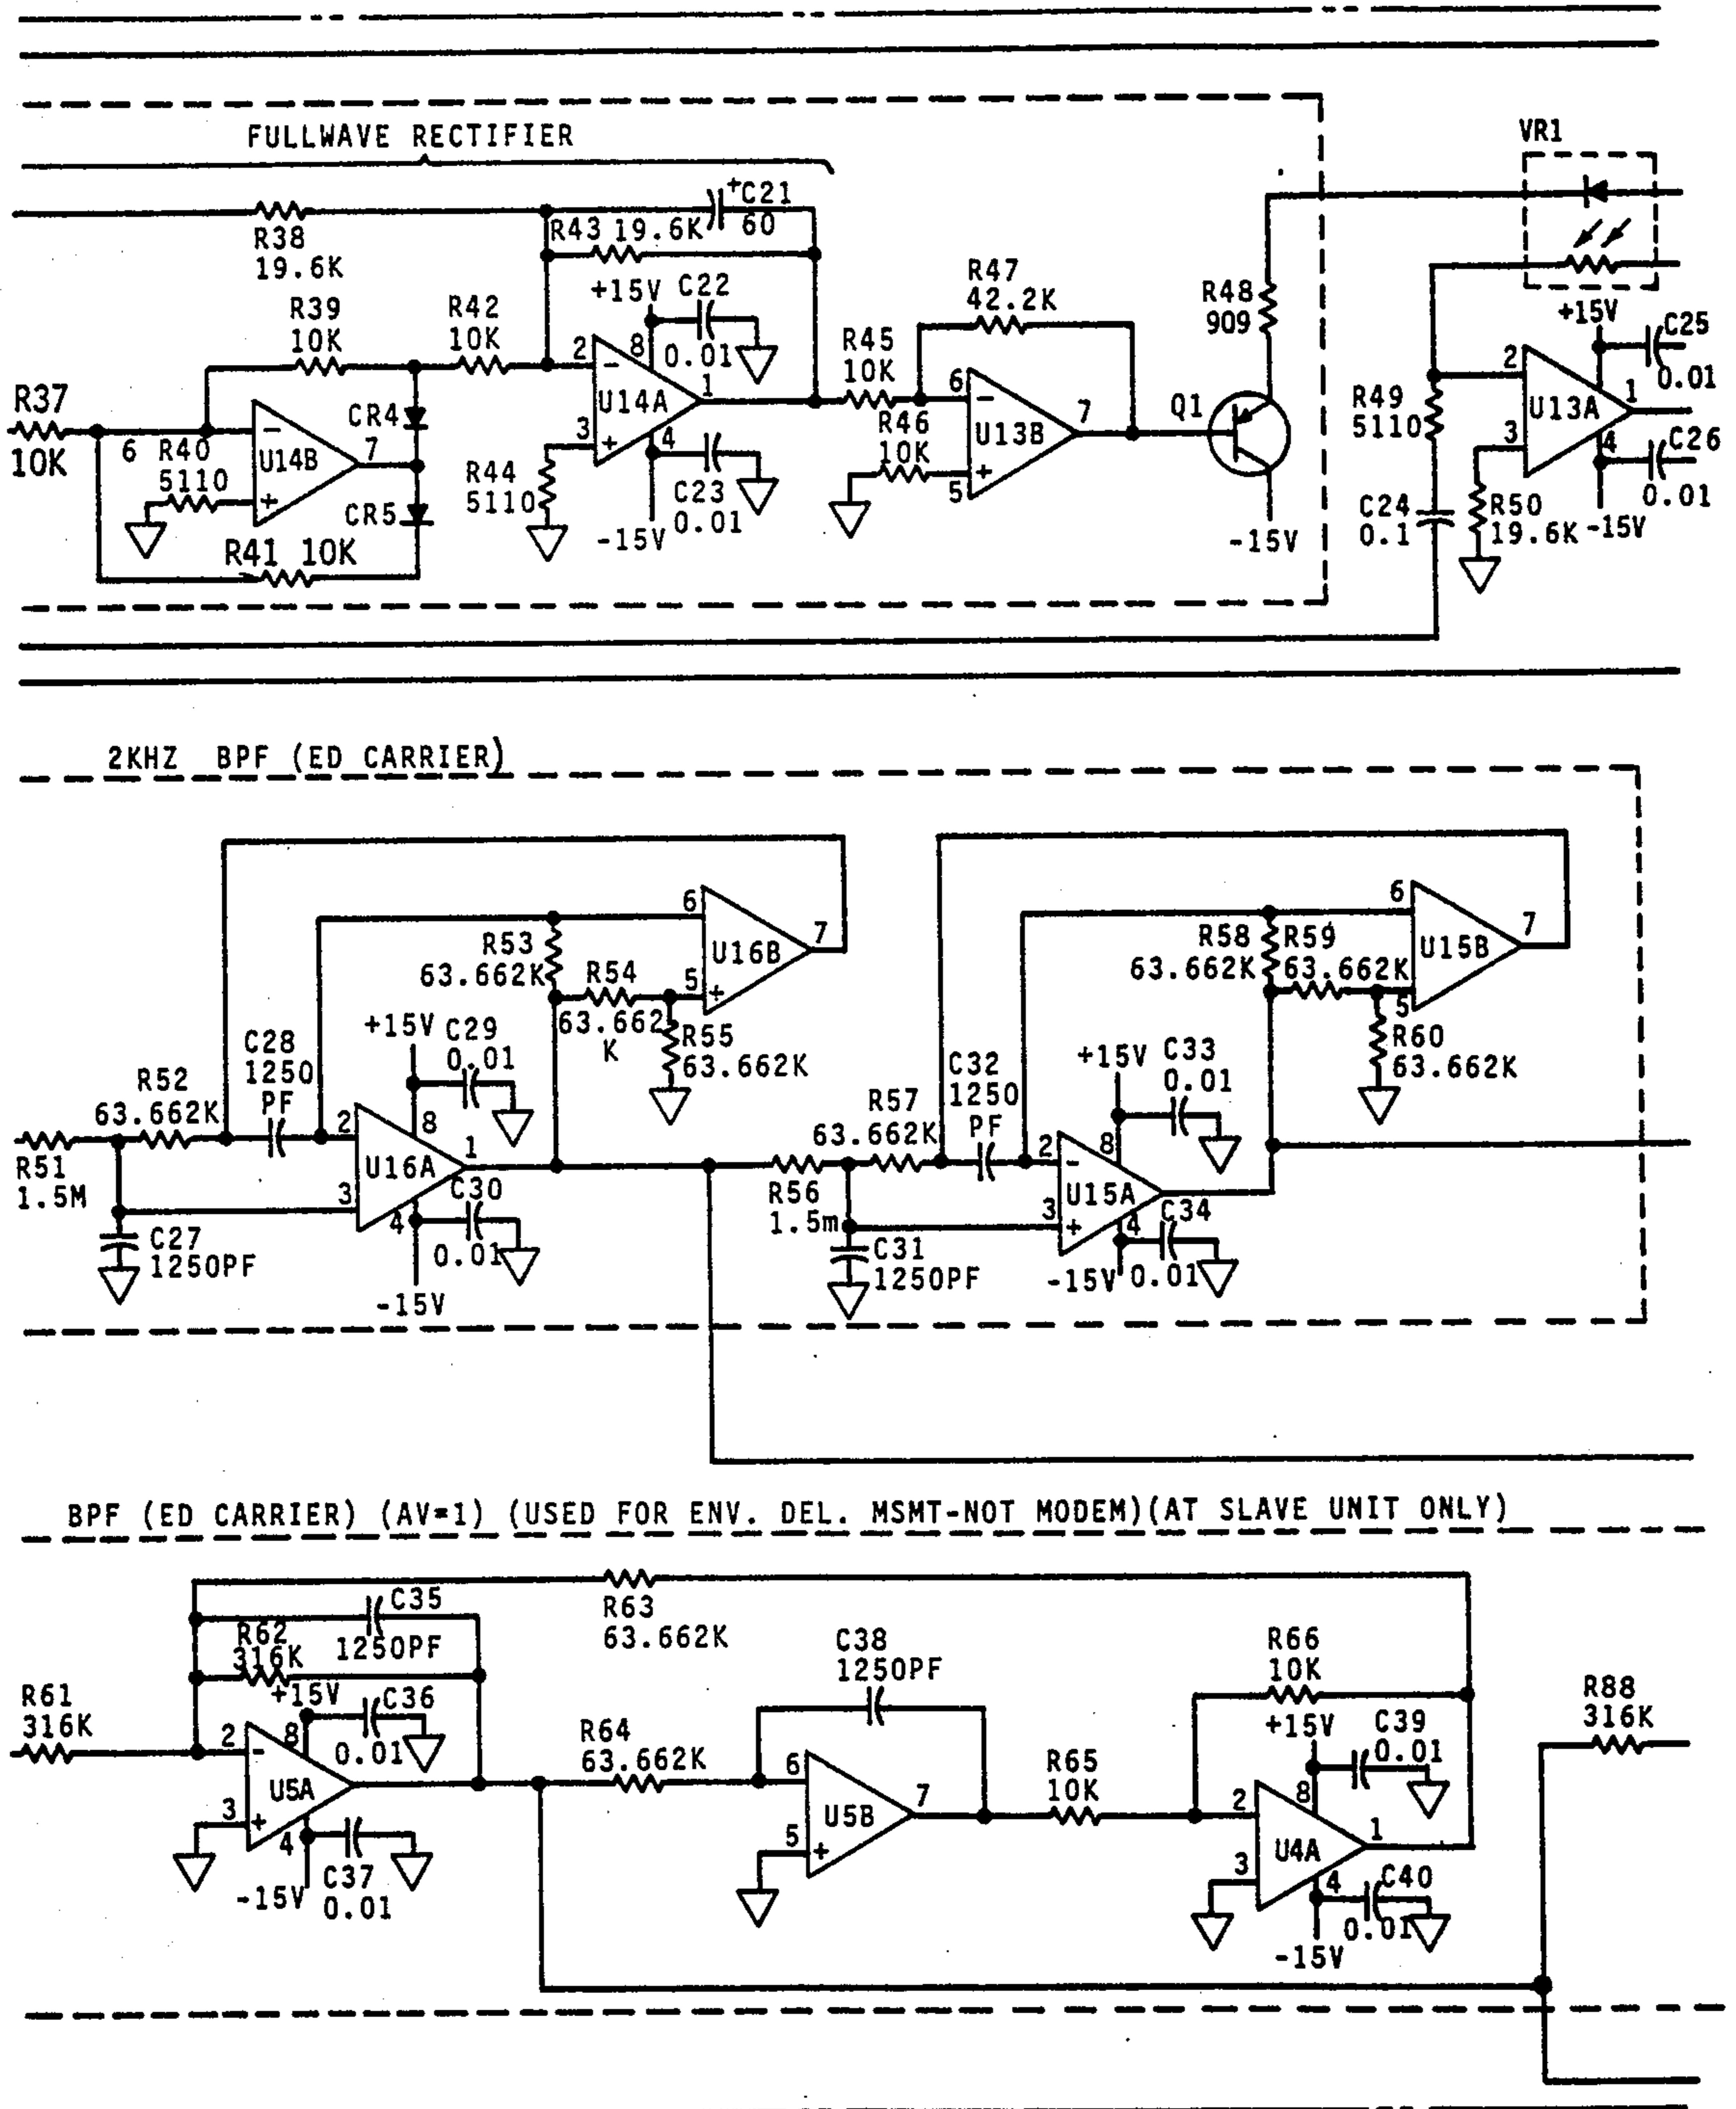 FULLWAVE RECTIFIER
VR1
+C21
60
R38
19.6K
R43 19.6K
R39
10K
R42
10K
+15V C22
0.01
R47
42.2K
R48
909
+15V
C25
0.01
R37
10K
CR4
2
-
8
U14A
1
3
+
4
R45
10K
6
-
U13B
7
Q1
R49
5110
2
U13A
1
3
4
C26
0.01
6
R40
5110
-
U14B
7
+
R46
10K
+
5
R44
5110
C23
0.01
-15V
CR5
R41 10K
-15V
C24
0.1
R50
19.6K
-15V
2KHZ BPF (ED CARRIER)
6
U16B
7
5
+
R53
63.662K
R54
63.662
K
R55
63.662K
6
U15B
7
5
R58
63.662K
R59
63.662K
R60
63.662K
+15V C29
0.01
C28
1250
PF
R52
63.662K
R51
1.5M
2
8
U16A
1
3
4
C30
0.01
-15V
C27
1250PF
+15V
C33
0.01
C32
1250
PF
R57
63.662K
R56
1.5m
2
-
8
U15A
3
+
4
C34
0.01
-15V
C31
1250PF
BPF (ED CARRIER) (AV=1) (USED FOR ENV. DEL. MSMT-NOT MODEM)(AT SLAVE UNIT ONLY)
R63
63.662K
C35
1250PF
R62
316K
+15V
C36
0.01
R61
316K
2
-
8
U5A
3
+
4
C37
0.01
-15V
C38
1250PF
R64
63.662K
6
U5B
7
5
+
R65
10K
R66
10K
+15V
C39
0.01
2
8
U4A
1
3
4
C40
0.01
-15V
R88
316K